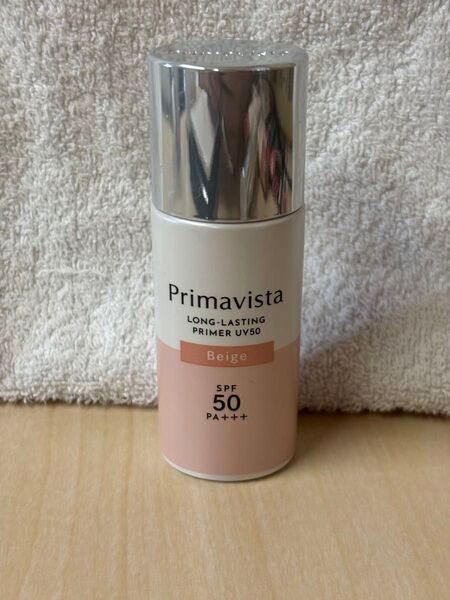 Primavista
LONG-LASTING
PRIMER UV50
Beige
SPF
50
PA+++